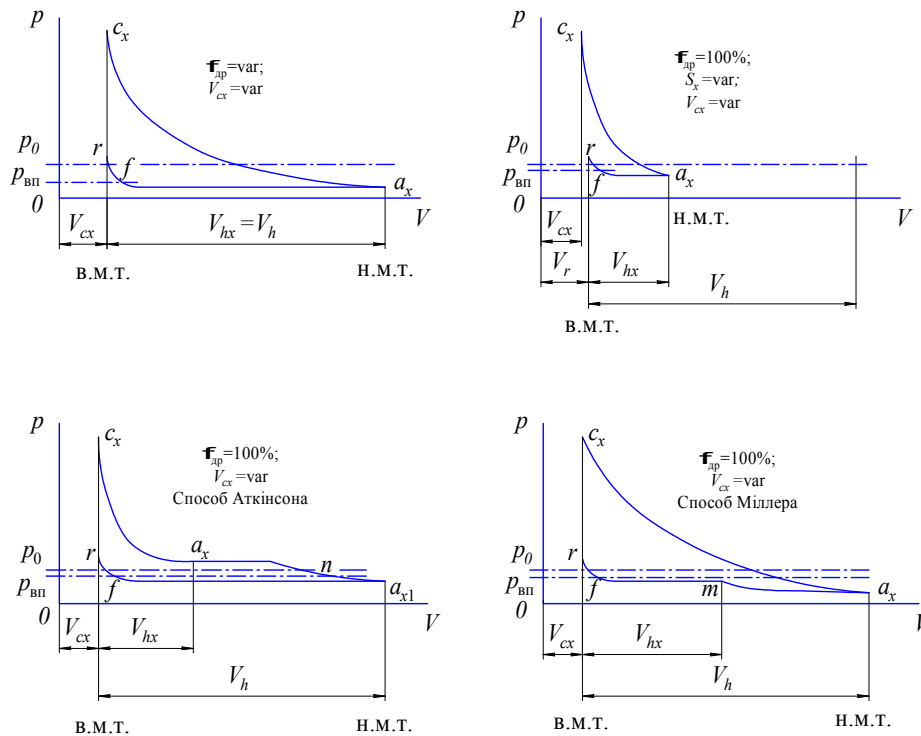 p
c_x
f_др=var;
V_cx=var
p_0
r
f
p_вп
a_x
0
V
V_cx
V_hx = V_h
в.м.т.
н.м.т.
p
c_x
f_др=100%;
S_x=var;
V_cx=var
p_0
r
p_вп
f
a_x
0
V
V_cx
н.м.т.
V_r
V_hx
V_h
в.м.т.
p
c_x
f_др=100%;
V_cx=var
Спосіб Аткінсона
p_0
r
a_x
n
p_вп
f
a_x1
0
V
V_cx
V_hx
V_h
в.м.т.
н.м.т.
p
c_x
f_др=100%;
V_cx=var
Спосіб Міллера
p_0
r
p_вп
f
m
a_x
0
V
V_cx
V_hx
V_h
в.м.т.
н.м.т.